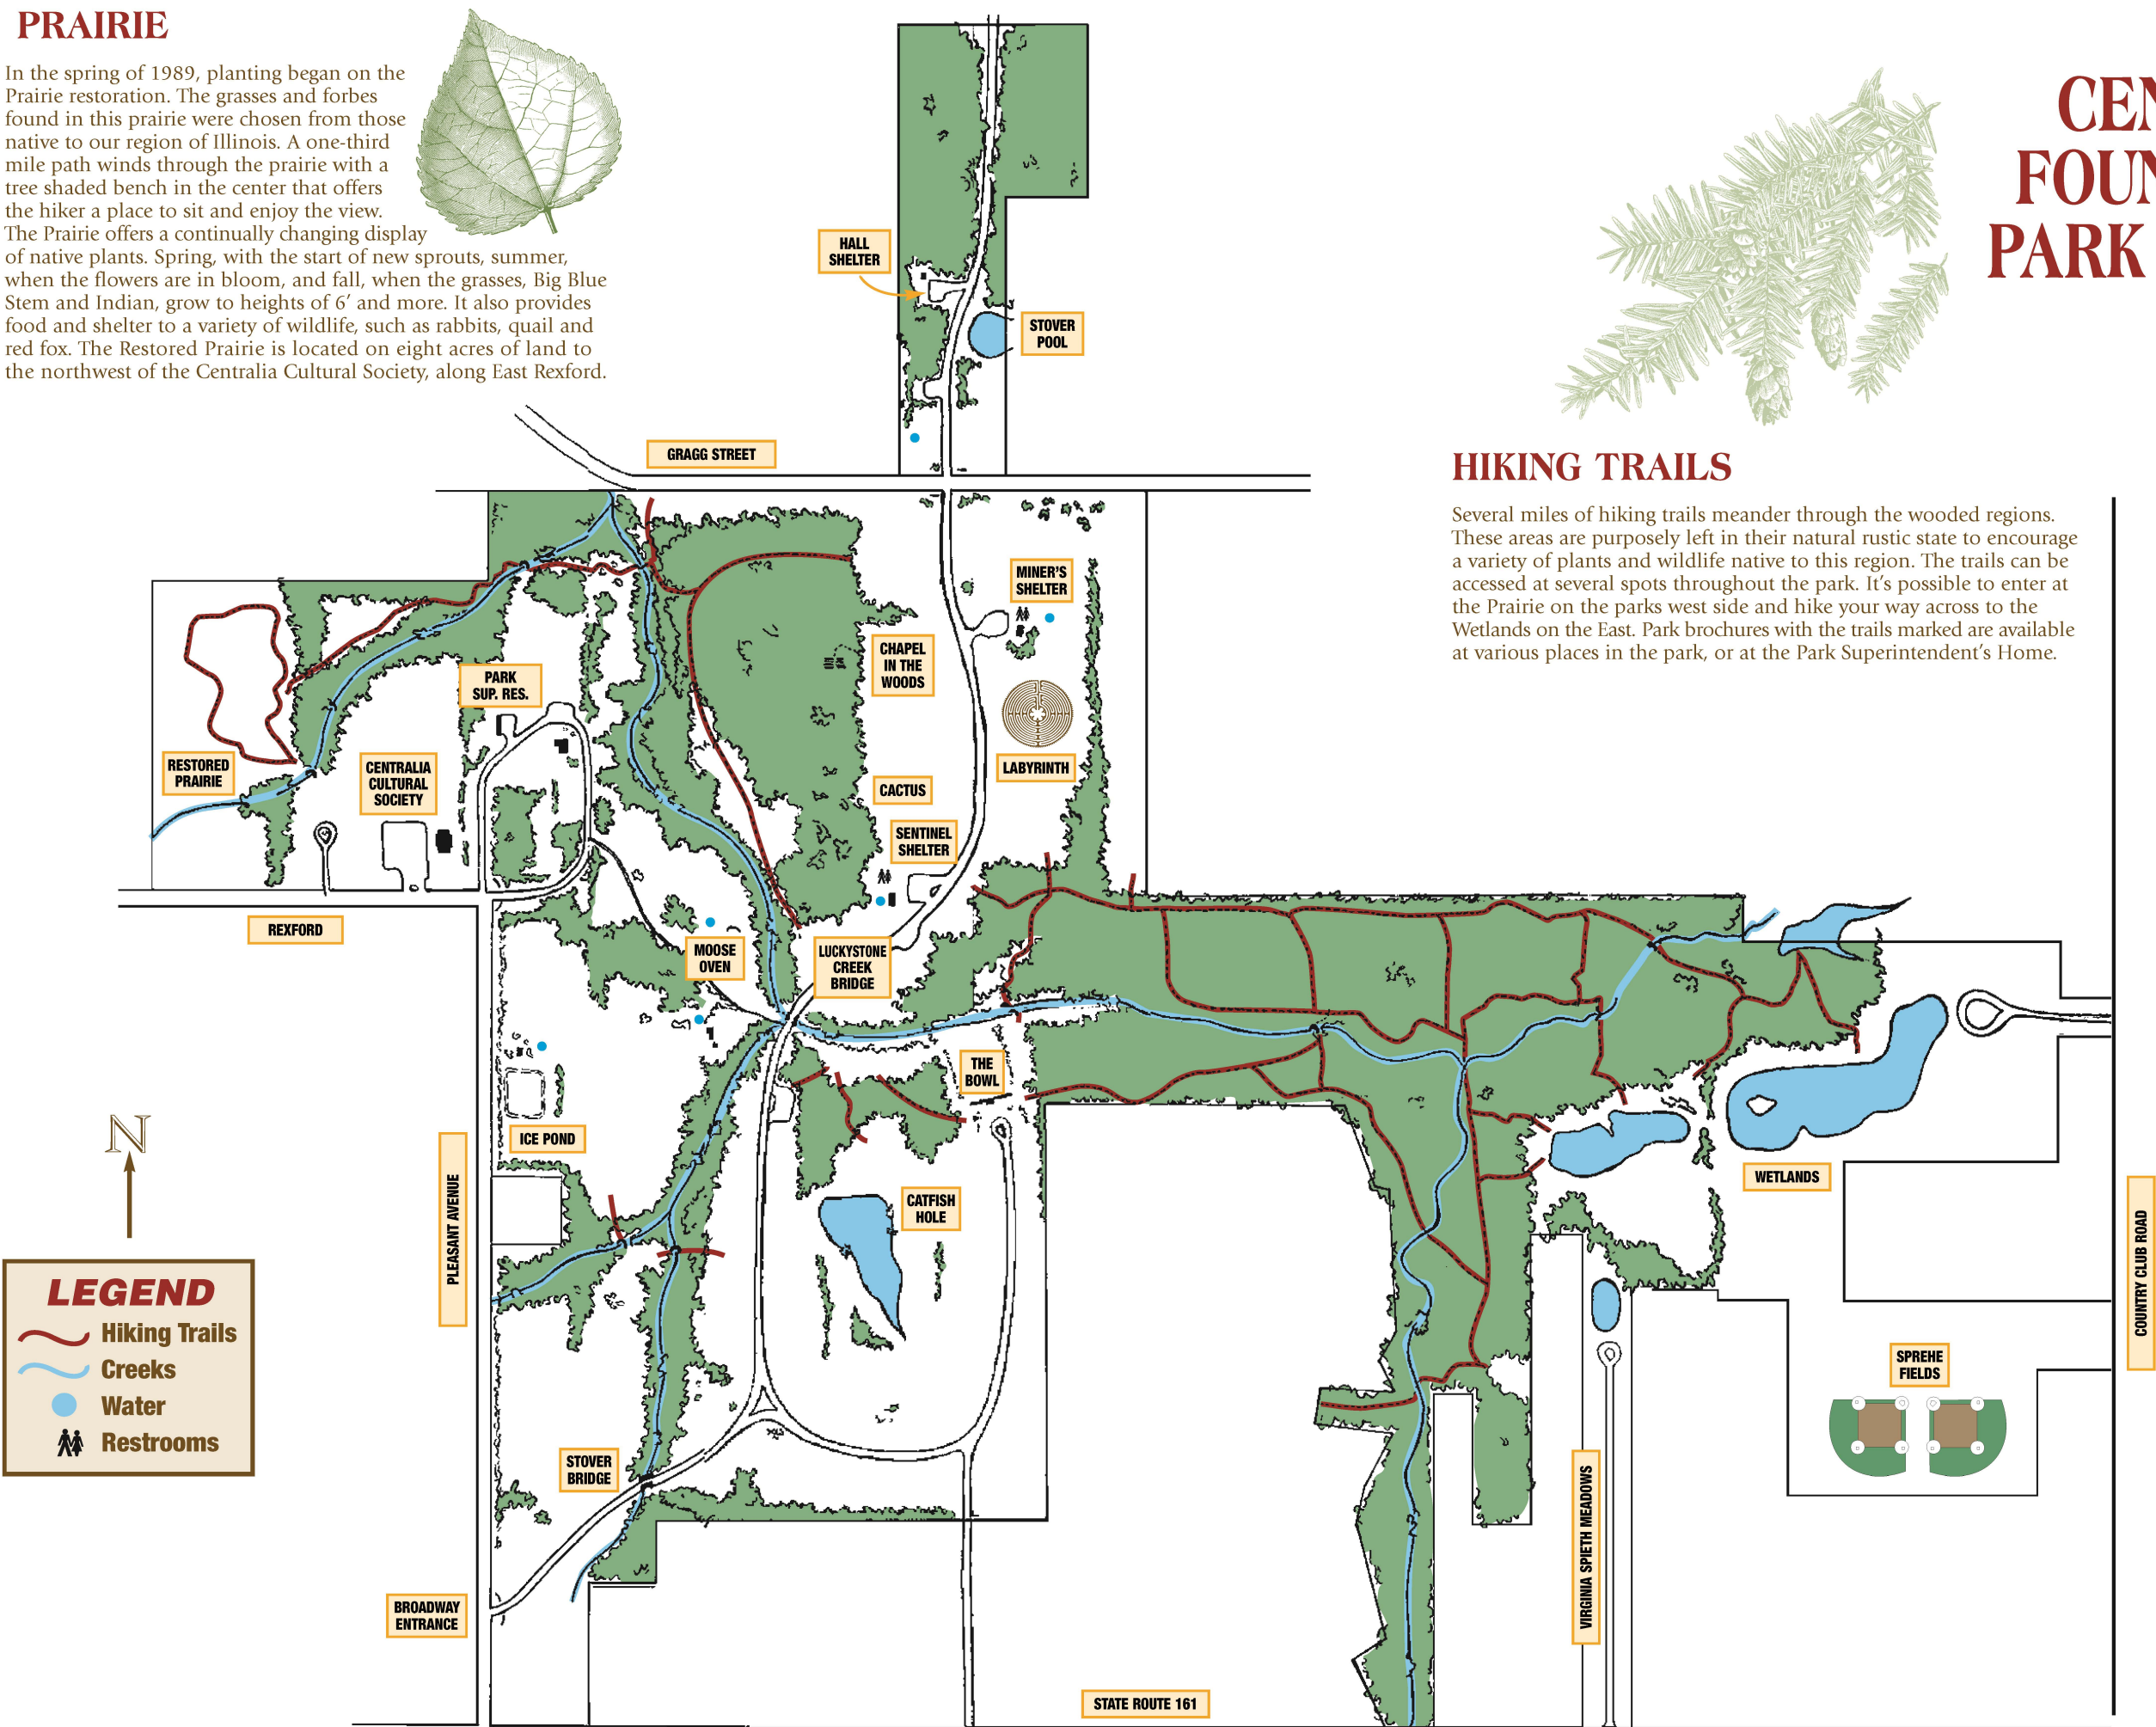 PRAIRIE
In the spring of 1989, planting began on the
Prairie restoration. The grasses and forbes
found in this prairie were chosen from those
native to our region of Illinois. A one-third
mile path winds through the prairie with a
tree shaded bench in the center that offers
the hiker a place to sit and enjoy the view.
The Prairie offers a continually changing display
of native plants. Spring, with the start of new sprouts, summer,
when the flowers are in bloom, and fall, when the grasses, Big Blue
Stem and Indian, grow to heights of 6′ and more. It also provides
food and shelter to a variety of wildlife, such as rabbits, quail and
red fox. The Restored Prairie is located on eight acres of land to
the northwest of the Centralia Cultural Society, along East Rexford.
CEN
FOUN
PARK
HALL
SHELTER
STOVER
POOL
GRAGG STREET
HIKING TRAILS
Several miles of hiking trails meander through the wooded regions.
These areas are purposely left in their natural rustic state to encourage
a variety of plants and wildlife native to this region. The trails can be
accessed at several spots throughout the park. It's possible to enter at
the Prairie on the parks west side and hike your way across to the
Wetlands on the East. Park brochures with the trails marked are available
at various places in the park, or at the Park Superintendent's Home.
MINER'S
SHELTER
CHAPEL
IN THE
WOODS
PARK
SUP. RES.
RESTORED
PRAIRIE
CENTRALIA
CULTURAL
SOCIETY
LABYRINTH
CACTUS
SENTINEL
SHELTER
REXFORD
MOOSE
OVEN
LUCKYSTONE
CREEK
BRIDGE
THE
BOWL
ICE POND
N
PLEASANT AVENUE
CATFISH
HOLE
WETLANDS
COUNTRY CLUB ROAD
LEGEND
Hiking Trails
Creeks
Water
Restrooms
SPREHE
FIELDS
STOVER
BRIDGE
VIRGINIA SPIETH MEADOWS
BROADWAY
ENTRANCE
STATE ROUTE 161